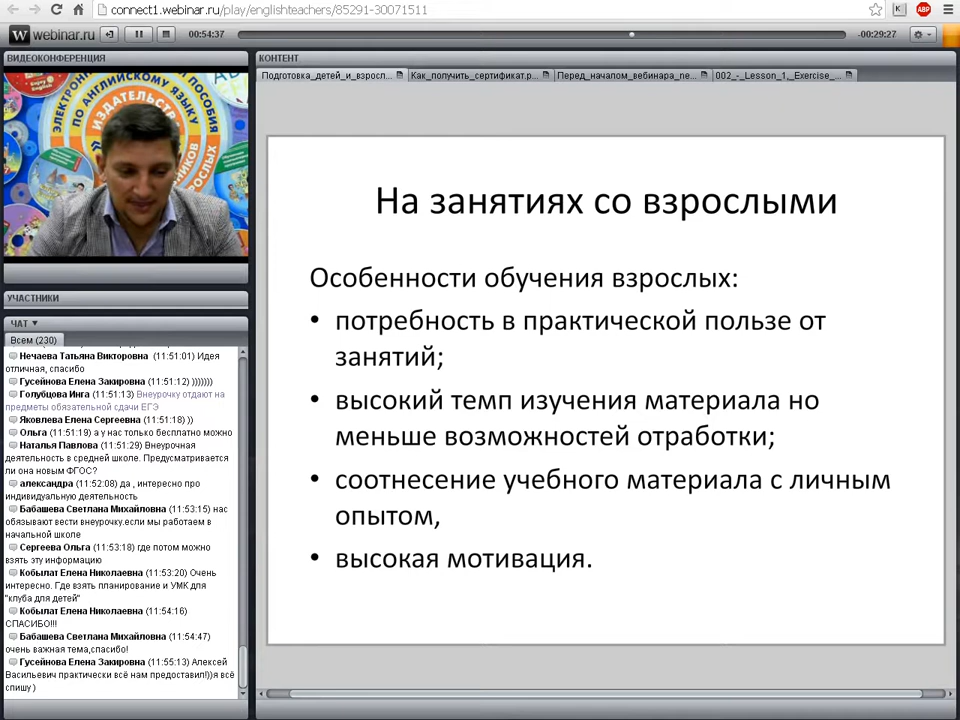 connect1.webinar.ru/play/englishteachers/85291-30071511
webinar.ru
00:54:37
-00:29:27
ВИДЕОКОНФЕРЕНЦИЯ
КОНТЕНТ
Подготовка_детей_и_взросл...
Как_получить_сертификат.p...
Перед_началом_вебинара_пе...
002_-_Lesson_1,_Exercise_...
ЭЛЕКТРОННЫЕ
ПОСОБИЯ
ПО АНГЛИЙСКОМУ ЯЗЫКУ
ИЗДАТЕЛЬСТВ
УЧАСТНИКИ
ЧАТ
Всем (230)
Нечаева Татьяна Викторовна (11:51:01) Идея
отличная, спасибо
Гусейнова Елена Закировна (11:51:12) )))))))
Голубцова Инга (11:51:13) Внеурочку отдают на
предметы обязательной сдачи ЕГЭ
Яковлева Елена Сергеевна (11:51:18) ))
Ольга (11:51:19) а у нас только бесплатно можно
Наталья Павлова (11:51:29) Внеурочная
деятельность в средней школе. Предусматривается
ли она новым ФГОС?
александра (11:52:08) да , интересно про
индивидуальную деятельность
Бабашева Светлана Михайловна (11:53:15) нас
обязывают вести внеурочку.если мы работаем в
начальной школе
Сергеева Ольга (11:53:18) где потом можно
взять эту информацию
Кобылат Елена Николаевна (11:53:20) Очень
интересно. Где взять планирование и УМК для
"клуба для детей"
Кобылат Елена Николаевна (11:54:16)
СПАСИБО!!!
Бабашева Светлана Михайловна (11:54:47)
очень важная тема,спасибо!
Гусейнова Елена Закировна (11:55:13) Алексей
Васильевич практически всё нам предоставил!))я всё
спишу )
На занятиях со взрослыми
Особенности обучения взрослых:
• потребность в практической пользе от
занятий;
• высокий темп изучения материала но
меньше возможностей отработки;
• соотнесение учебного материала с личным
опытом,
• высокая мотивация.